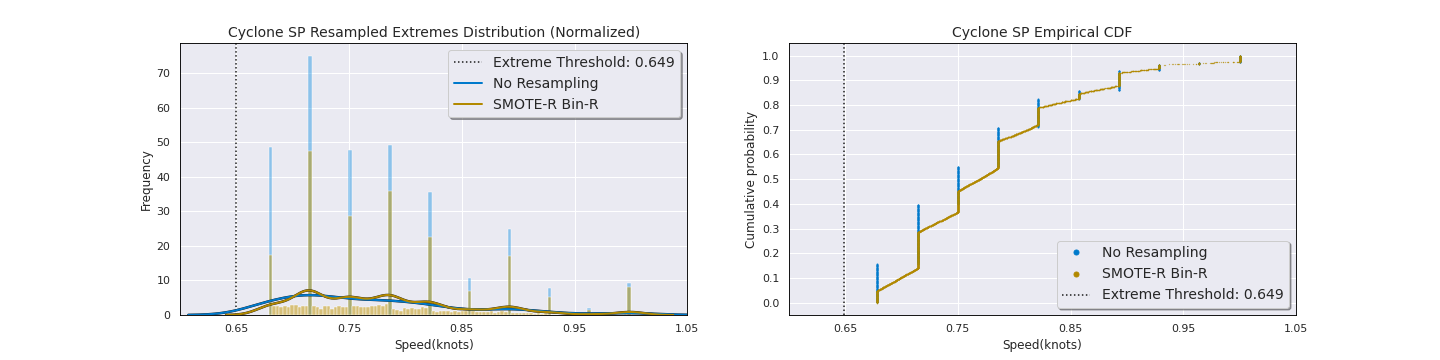 Cyclone SP Resampled Extremes Distribution (Normalized)
Frequency
70
60
50
40
30
20
10
0
Extreme Threshold: 0.649
No Resampling
SMOTE-R Bin-R
0.65
0.75
0.85
0.95
1.05
Speed(knots)
Cyclone SP Empirical CDF
Cumulative probability
1.0
0.9
0.8
0.7
0.6
0.5
0.4
0.3
0.2
0.1
0.0
No Resampling
SMOTE-R Bin-R
Extreme Threshold: 0.649
0.65
0.75
0.85
0.95
1.05
Speed(knots)